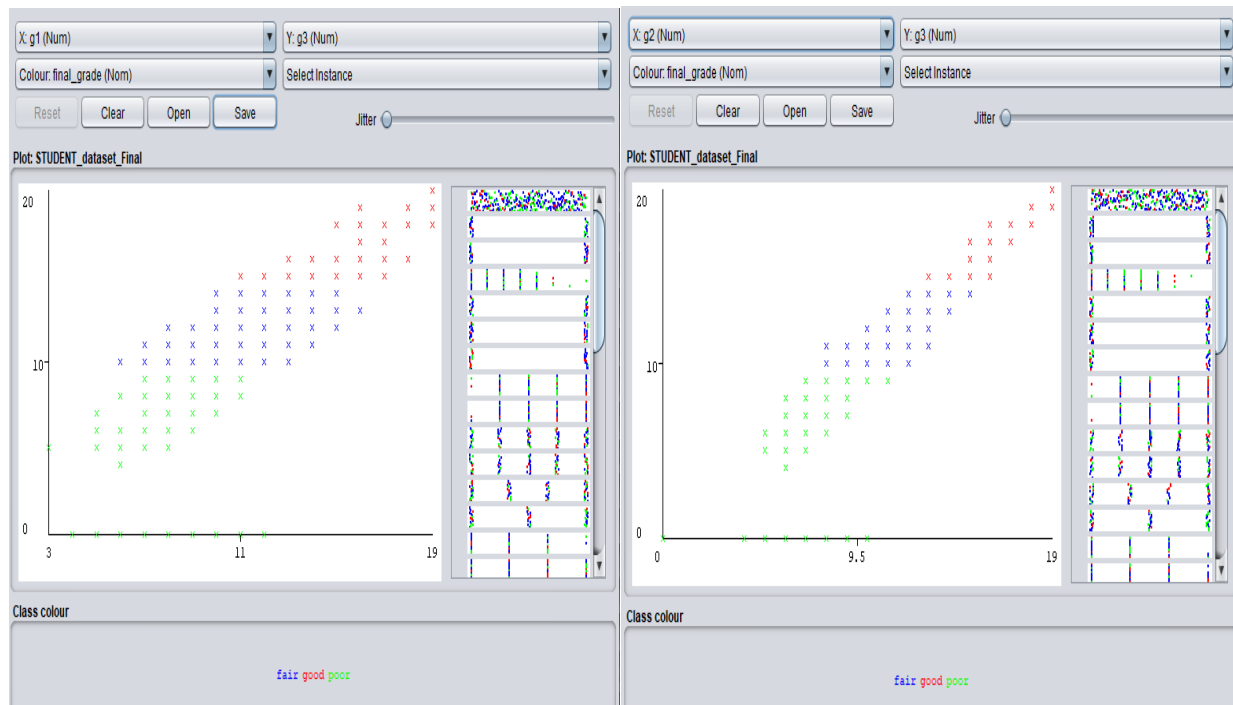 X: g1 (Num) Y: g3 (Num)
Colour: final_grade (Nom) Select Instance
Reset Clear Open Save Jitter
Plot: STUDENT_dataset_Final
20
10
0
3 11 19
Class colour
fair good poor
X: g2 (Num) Y: g3 (Num)
Colour: final_grade (Nom) Select Instance
Reset Clear Open Save Jitter
Plot: STUDENT_dataset_Final
20
10
0
0 9.5 19
Class colour
fair good poor